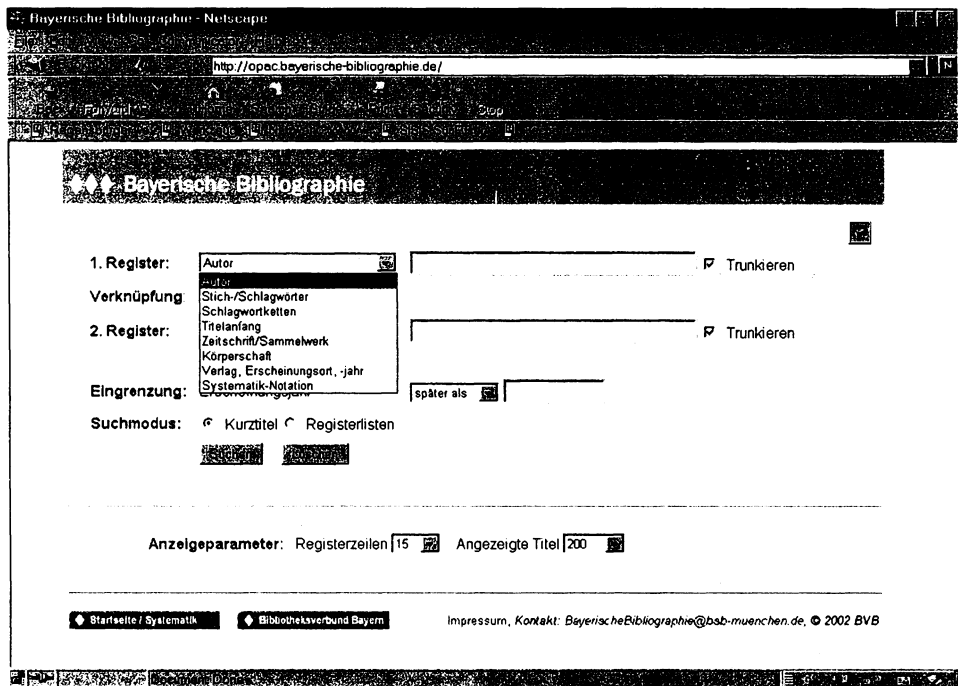 Bayerische Bibliographie - Netscape
http://opac.bayerische-bibliographie.de/
Forward Stop
Bayerische Bibliographie
1. Register: Autor Trunkieren
Autor
Verknüpfung: Stich-/Schlagwörter
Schlagwortketten
2. Register: Titelanfang Trunkieren
Zeitschrift/Sammelwerk
Körperschaft
Verlag, Erscheinungsort, -jahr
Systematik-Notation
Eingrenzung: später als
Suchmodus: Kurztitel Registerlisten
Anzeigeparameter: Registerzeilen 15 Angezeigte Titel 200
Startseite / Systematik Bibliotheksverbund Bayern Impressum, Kontakt: BayerischeBibliographie@bsb-muenchen.de, © 2002 BVB